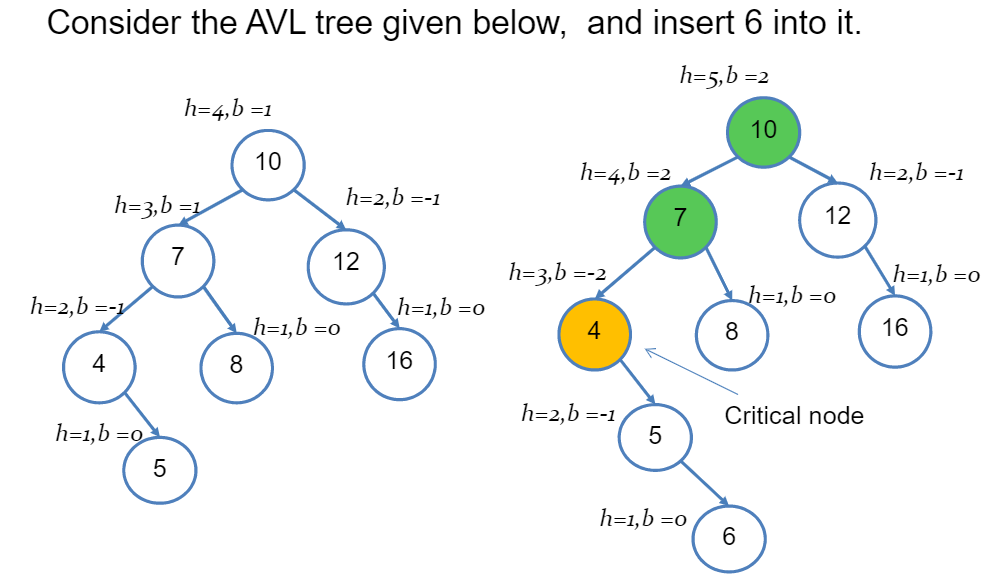 Consider the AVL tree given below, and insert 6 into it.
h=5,b =2
h=4,b =1
10
10
h=4,b =2
h=2,b =-1
h=3,b =1
h=2,b =-1
7
12
7
12
h=3,b =-2
h=1,b =0
h=2,b =-1
h=1,b =0
h=1,b =0
h=1,b =0
4
8
16
4
8
16
Critical node
h=2,b =-1
h=1,b =0
5
5
h=1,b =0
6